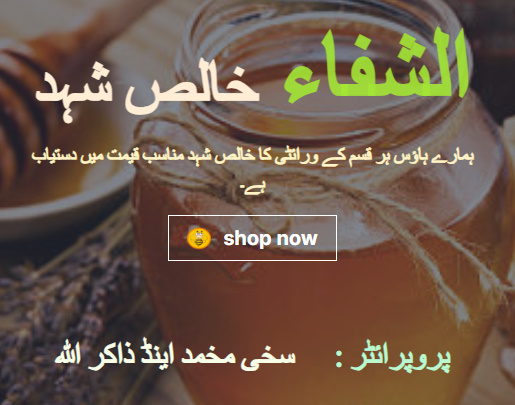 الشفاء خالص شہد
ہمارے ہاؤس ہر قسم کے ورائٹی کا خالص شہد مناسب قیمت میں دستیاب
ہے۔
shop now
پروپرائٹر : سخی مخمد اینڈ ذاکر اللہ